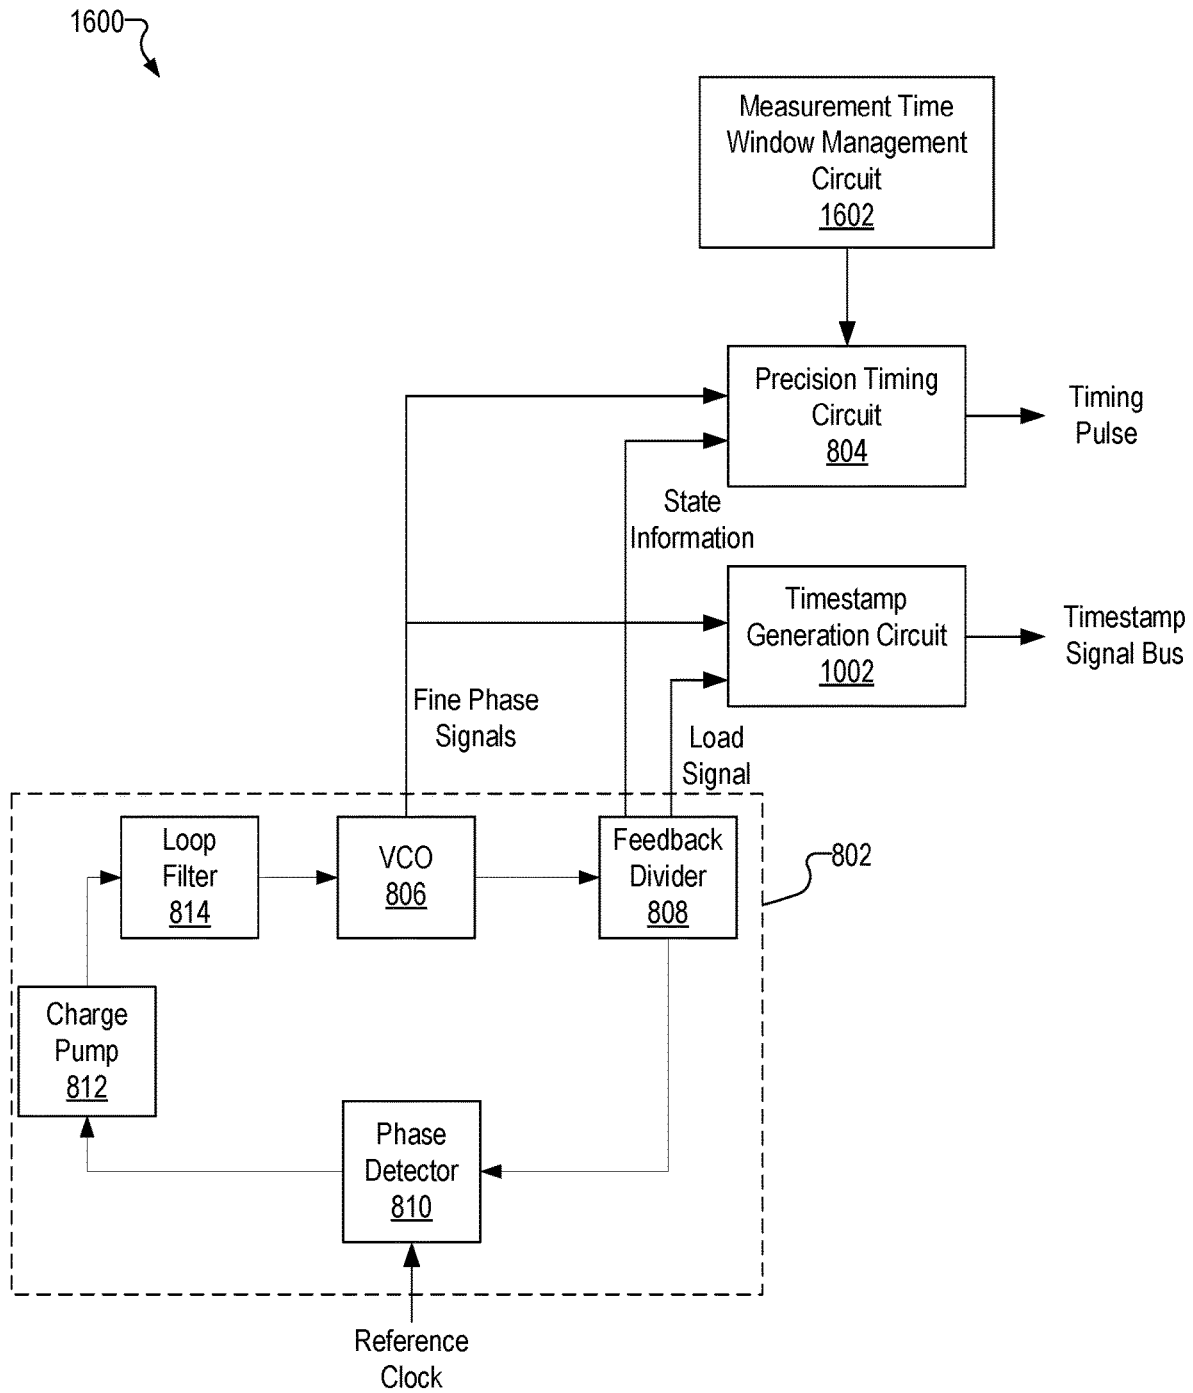 1600
Measurement Time
Window Management
Circuit
1602
Precision Timing
Circuit
804
Timing
Pulse
State
Information
Timestamp
Generation Circuit
1002
Timestamp
Signal Bus
Fine Phase
Signals
Load
Signal
Loop
Filter
814
VCO
806
Feedback
Divider
808
802
Charge
Pump
812
Phase
Detector
810
Reference
Clock